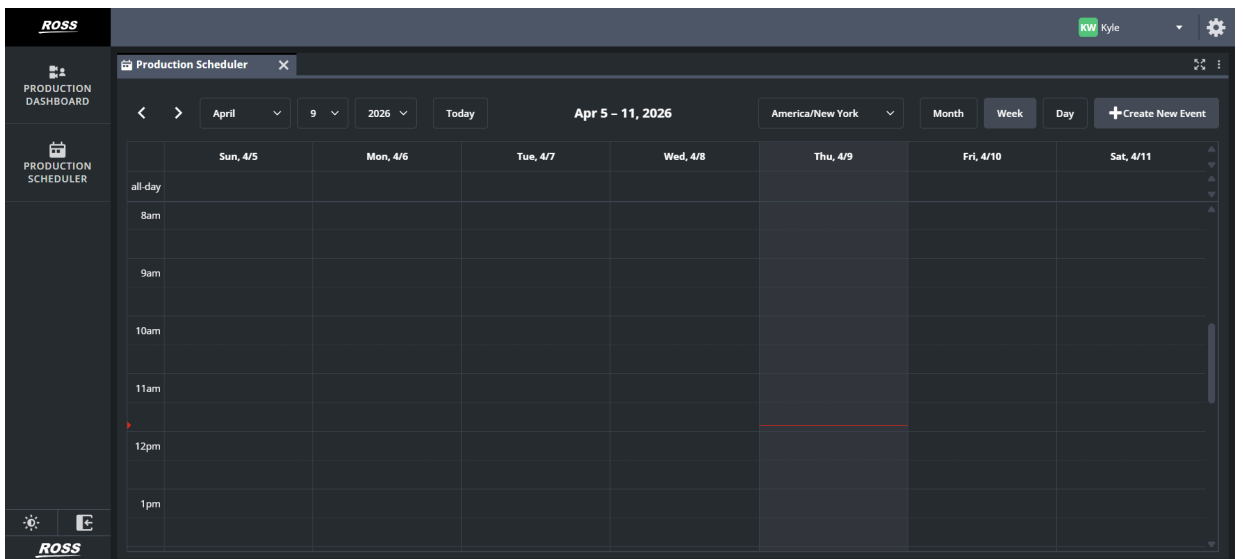 ROSS
KW Kyle
PRODUCTION
DASHBOARD
PRODUCTION
SCHEDULER
Production Scheduler
April 9 2026 Today Apr 5 – 11, 2026 America/New York Month Week Day Create New Event
Sun, 4/5 Mon, 4/6 Tue, 4/7 Wed, 4/8 Thu, 4/9 Fri, 4/10 Sat, 4/11
all-day
8am
9am
10am
11am
12pm
1pm
ROSS